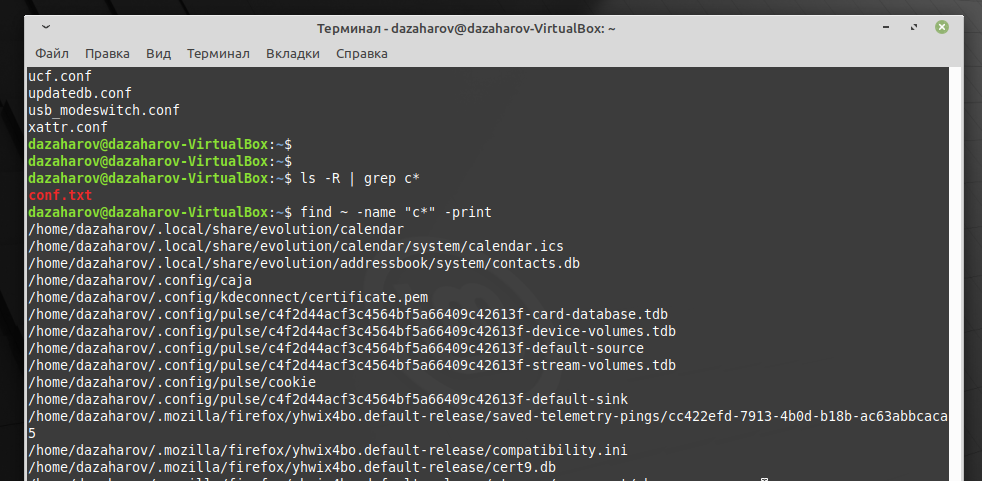 Терминал - dazaharov@dazaharov-VirtualBox: ~
Файл Правка Вид Терминал Вкладки Справка
ucf.conf
updatedb.conf
usb_modeswitch.conf
xattr.conf
dazaharov@dazaharov-VirtualBox:~$
dazaharov@dazaharov-VirtualBox:~$
dazaharov@dazaharov-VirtualBox:~$ ls -R | grep c*
conf.txt
dazaharov@dazaharov-VirtualBox:~$ find ~ -name "c*" -print
/home/dazaharov/.local/share/evolution/calendar
/home/dazaharov/.local/share/evolution/calendar/system/calendar.ics
/home/dazaharov/.local/share/evolution/addressbook/system/contacts.db
/home/dazaharov/.config/caja
/home/dazaharov/.config/kdeconnect/certificate.pem
/home/dazaharov/.config/pulse/c4f2d44acf3c4564bf5a66409c42613f-card-database.tdb
/home/dazaharov/.config/pulse/c4f2d44acf3c4564bf5a66409c42613f-device-volumes.tdb
/home/dazaharov/.config/pulse/c4f2d44acf3c4564bf5a66409c42613f-default-source
/home/dazaharov/.config/pulse/c4f2d44acf3c4564bf5a66409c42613f-stream-volumes.tdb
/home/dazaharov/.config/pulse/cookie
/home/dazaharov/.config/pulse/c4f2d44acf3c4564bf5a66409c42613f-default-sink
/home/dazaharov/.mozilla/firefox/yhwix4bo.default-release/saved-telemetry-pings/cc422efd-7913-4b0d-b18b-ac63abbcaca
5
/home/dazaharov/.mozilla/firefox/yhwix4bo.default-release/compatibility.ini
/home/dazaharov/.mozilla/firefox/yhwix4bo.default-release/cert9.db